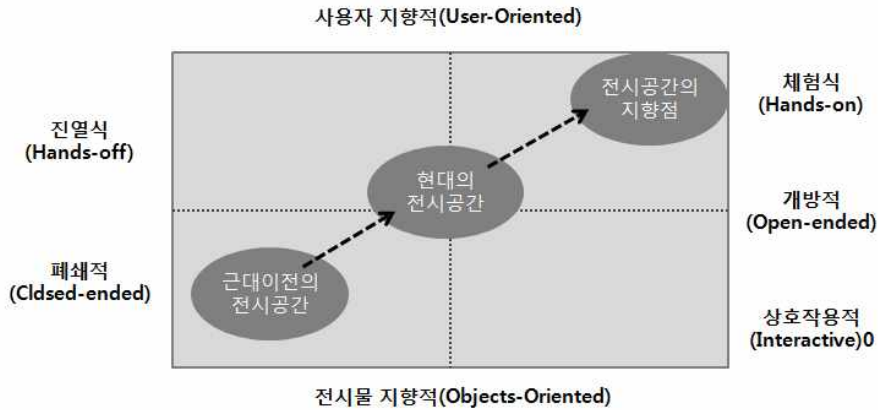 사용자 지향적(User-Oriented)
진열식
(Hands-off)
폐쇄적
(Cldsed-ended)
전시공간의
지향점
현대의
전시공간
근대이전의
전시공간
체험식
(Hands-on)
개방적
(Open-ended)
상호작용적
(Interactive)0
전시물 지향적(Objects-Oriented)